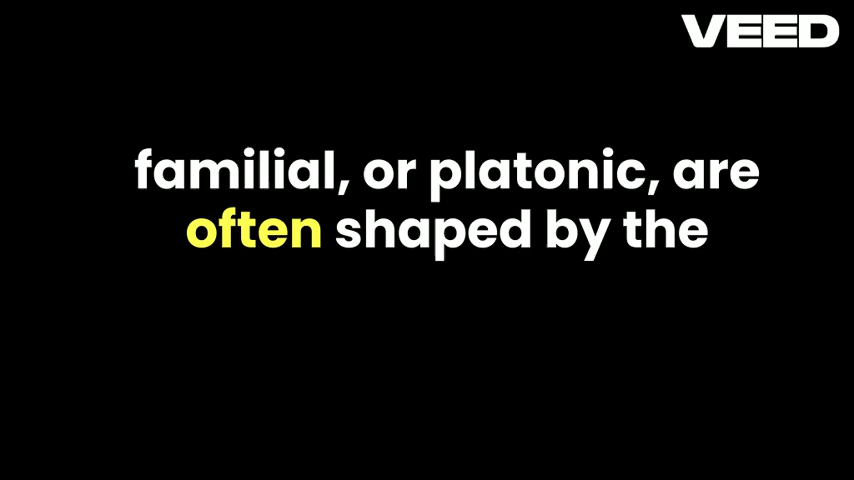 VEED
familial, or platonic, are
often shaped by the